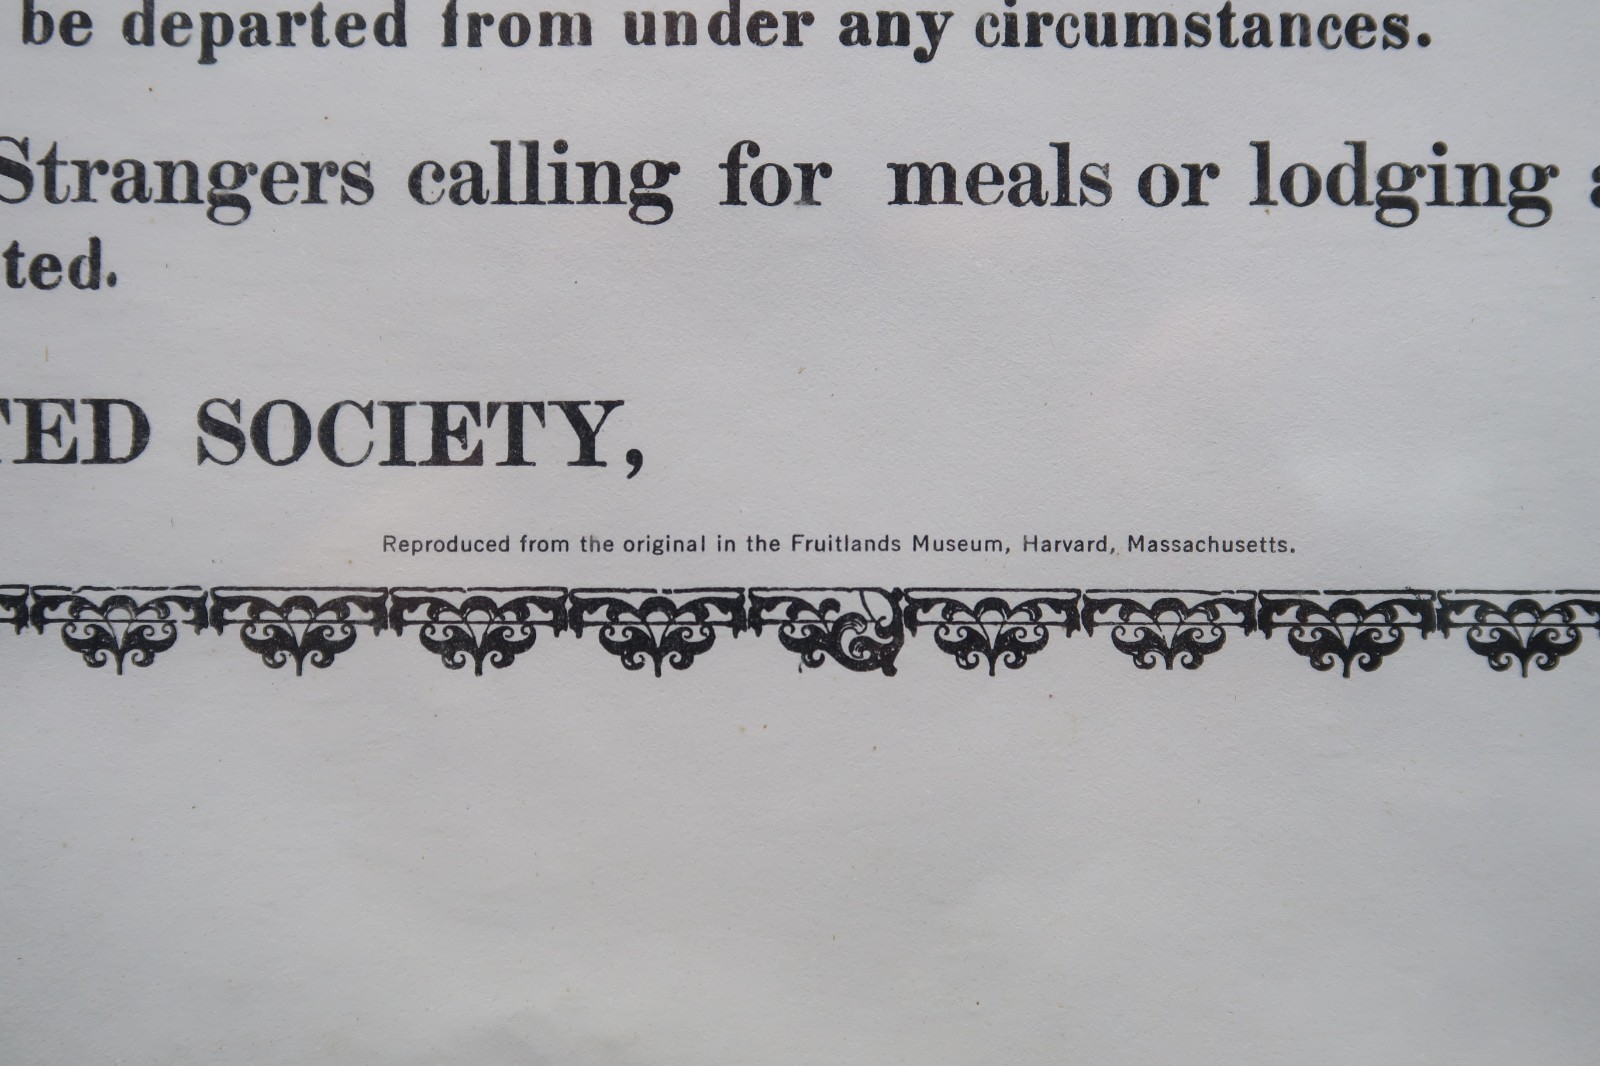 be departed from under any circumstances.
Strangers calling for meals or lodging a
ted.
TED SOCIETY,
Reproduced from the original in the Fruitlands Museum, Harvard, Massachusetts.